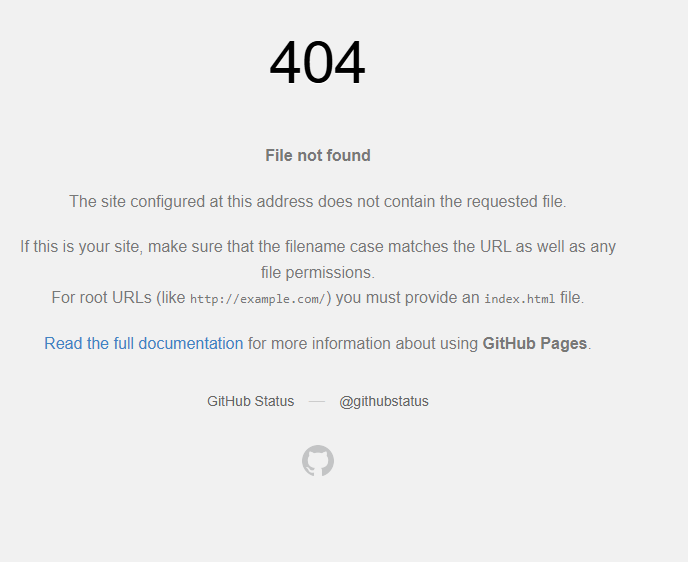 404
File not found
The site configured at this address does not contain the requested file.
If this is your site, make sure that the filename case matches the URL as well as any
file permissions.
For root URLs (like http://example.com/) you must provide an index.html file.
Read the full documentation for more information about using GitHub Pages.
GitHub Status — @githubstatus